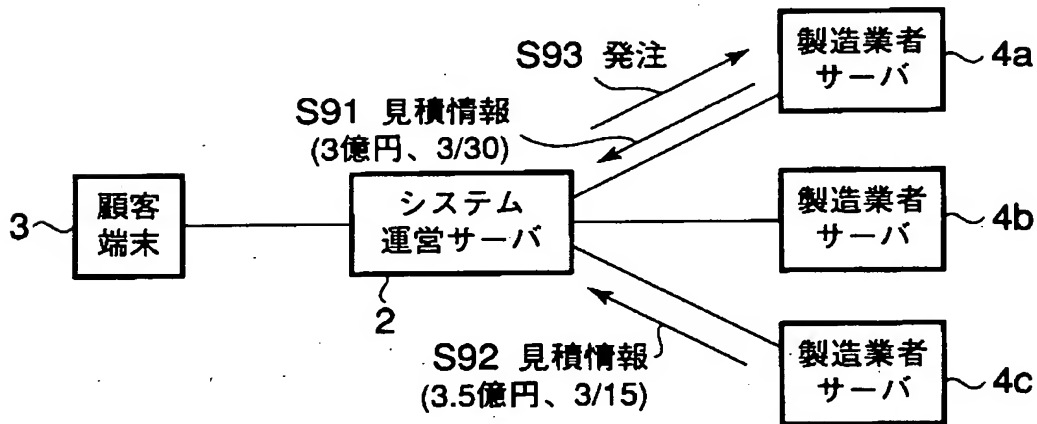 S93 発注
製造業者
サーバ
4a
S91 見積情報
(3億円、3/30)
3
顧客
端末
システム
運営サーバ
2
製造業者
サーバ
4b
S92 見積情報
(3.5億円、3/15)
製造業者
サーバ
4c